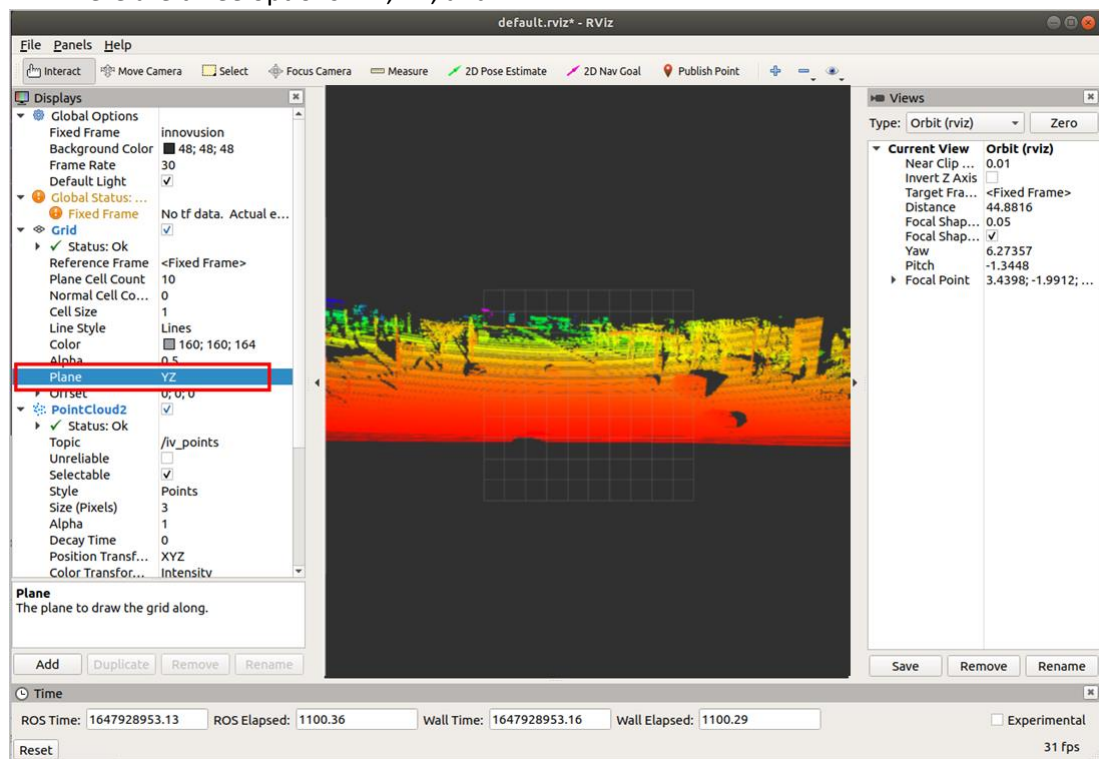 default.rviz* - RViz
File Panels Help
Interact Move Camera Select Focus Camera Measure 2D Pose Estimate 2D Nav Goal Publish Point
Displays
Global Options
Fixed Frame innovusion
Background Color 48; 48; 48
Frame Rate 30
Default Light
Global Status: ...
Fixed Frame No tf data. Actual e...
Grid
Status: Ok
Reference Frame <Fixed Frame>
Plane Cell Count 10
Normal Cell Co... 0
Cell Size 1
Line Style Lines
Color 160; 160; 164
Alpha 0.5
Plane YZ
Offset 0; 0; 0
PointCloud2
Status: Ok
Topic /iv_points
Unreliable
Selectable
Style Points
Size (Pixels) 3
Alpha 1
Decay Time 0
Position Transf... XYZ
Color Transfor... Intensity
Plane
The plane to draw the grid along.
Add Duplicate Remove Rename
Views
Type: Orbit (rviz) Zero
Current View Orbit (rviz)
Near Clip ... 0.01
Invert Z Axis
Target Fra... <Fixed Frame>
Distance 44.8816
Focal Shap... 0.05
Focal Shap...
Yaw 6.27357
Pitch -1.3448
Focal Point 3.4398; -1.9912; ...
Save Remove Rename
Time
ROS Time: 1647928953.13 ROS Elapsed: 1100.36 Wall Time: 1647928953.16 Wall Elapsed: 1100.29 Experimental
Reset 31 fps